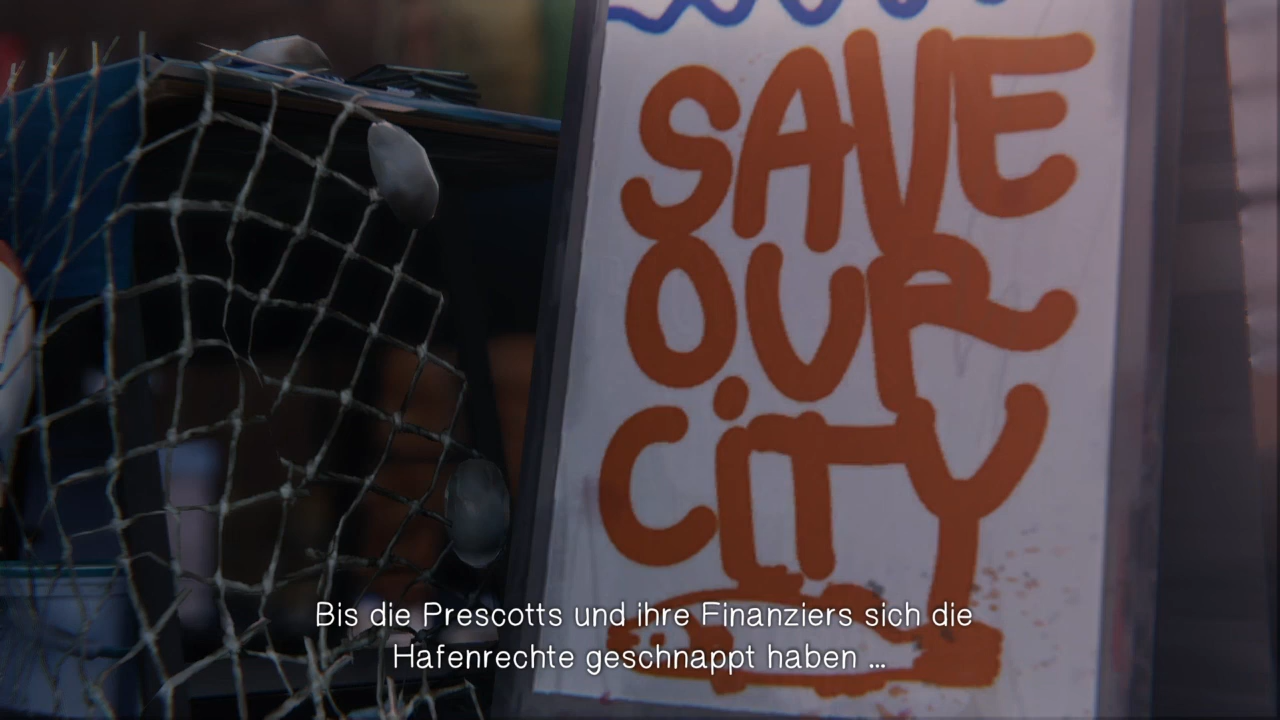 SAVE
OUR
CiTY
Bis die Prescotts und ihre Finanziers sich die
Hafenrechte geschnappt haben ...